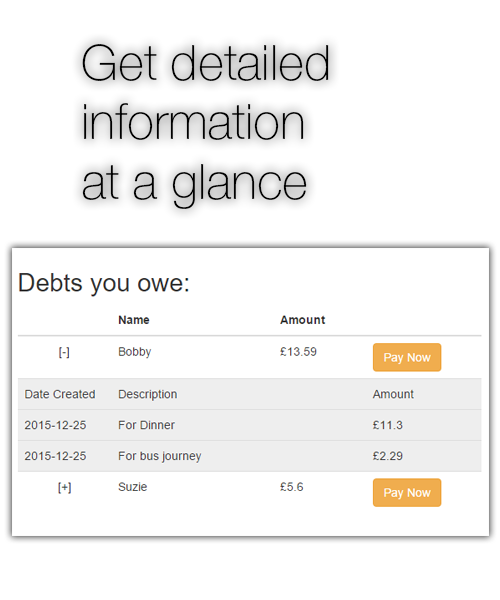 Get detailed
information
at a glance
Debts you owe:
Name Amount
[-] Bobby £13.59 Pay Now
Date Created Description Amount
2015-12-25 For Dinner £11.3
2015-12-25 For bus journey £2.29
[+] Suzie £5.6 Pay Now